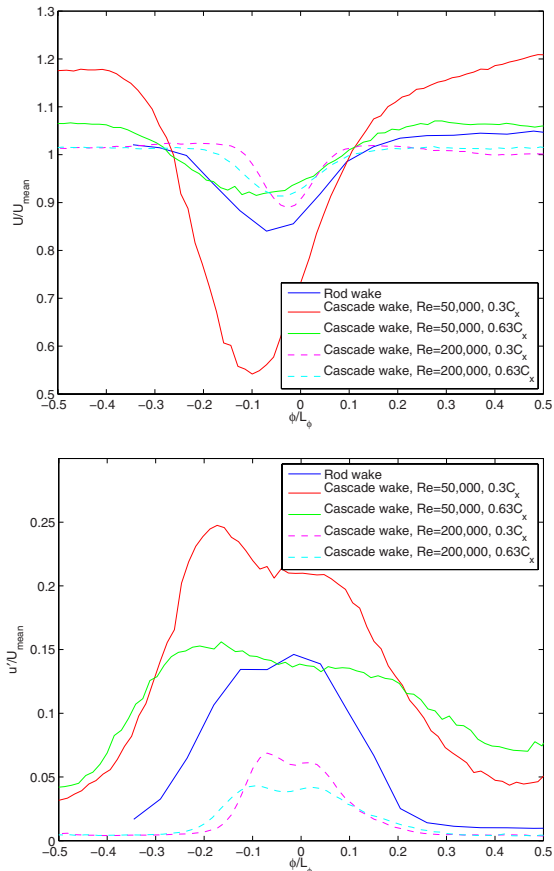 1.3
1.2
1.1
1
0.9
0.8
0.7
0.6
0.5
U/U_mean
Rod wake
Cascade wake, Re=50,000, 0.3C_x
Cascade wake, Re=50,000, 0.63C_x
Cascade wake, Re=200,000, 0.3C_x
Cascade wake, Re=200,000, 0.63C_x
−0.5 −0.4 −0.3 −0.2 −0.1 0 0.1 0.2 0.3 0.4 0.5
ϕ/L_ϕ
Rod wake
Cascade wake, Re=50,000, 0.3C_x
Cascade wake, Re=50,000, 0.63C_x
Cascade wake, Re=200,000, 0.3C_x
Cascade wake, Re=200,000, 0.63C_x
0.25
0.2
0.15
0.1
0.05
0
u′/U_mean
−0.5 −0.4 −0.3 −0.2 −0.1 0 0.1 0.2 0.3 0.4 0.5
ϕ/L_ϕ